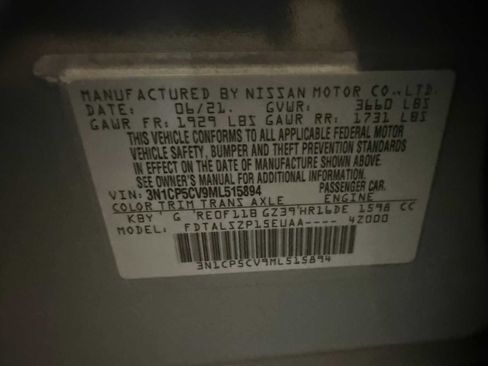 MANUFACTURED BY NISSAN MOTOR CO.,LTD.
DATE: 06/21. GVWR: 3660 LBS
GAWR FR: 1929 LBS GAWR RR: 1731 LBS
THIS VEHICLE CONFORMS TO ALL APPLICABLE FEDERAL MOTOR
VEHICLE SAFETY, BUMPER AND THEFT PREVENTION STANDARDS
IN EFFECT ON THE DATE OF MANUFACTURE SHOWN ABOVE.
SEE OWNER'S MANUAL FOR ADDITIONAL INFORMATION.
VIN: 3N1CP5CV9ML515894 PASSENGER CAR
COLOR TRIM TRANS AXLE ENGINE
KBY G RE0F11B GZ39 HR16DE 1598 CC
MODEL: FDTALSZP15EUAA-- 42000
3N1CP5CV9ML515894